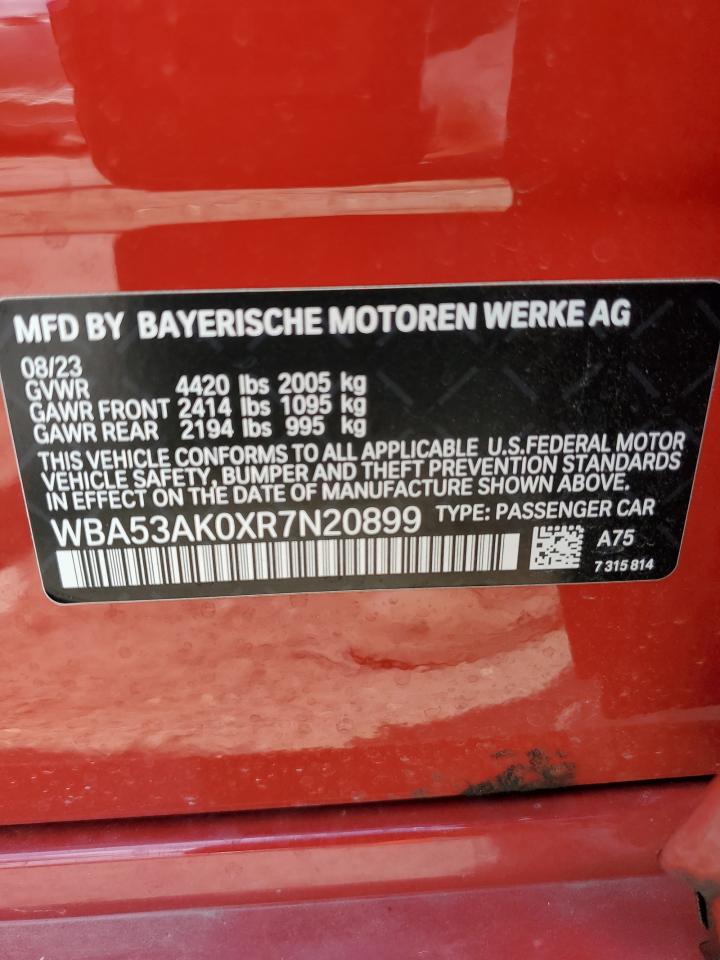 MFD BY BAYERISCHE MOTOREN WERKE AG
08/23
GVWR 4420 lbs 2005 kg
GAWR FRONT 2414 lbs 1095 kg
GAWR REAR 2194 lbs 995 kg
THIS VEHICLE CONFORMS TO ALL APPLICABLE U.S.FEDERAL MOTOR
VEHICLE SAFETY, BUMPER AND THEFT PREVENTION STANDARDS
IN EFFECT ON THE DATE OF MANUFACTURE SHOWN ABOVE.
WBA53AK0XR7N20899 TYPE: PASSENGER CAR
A75
7 315 814